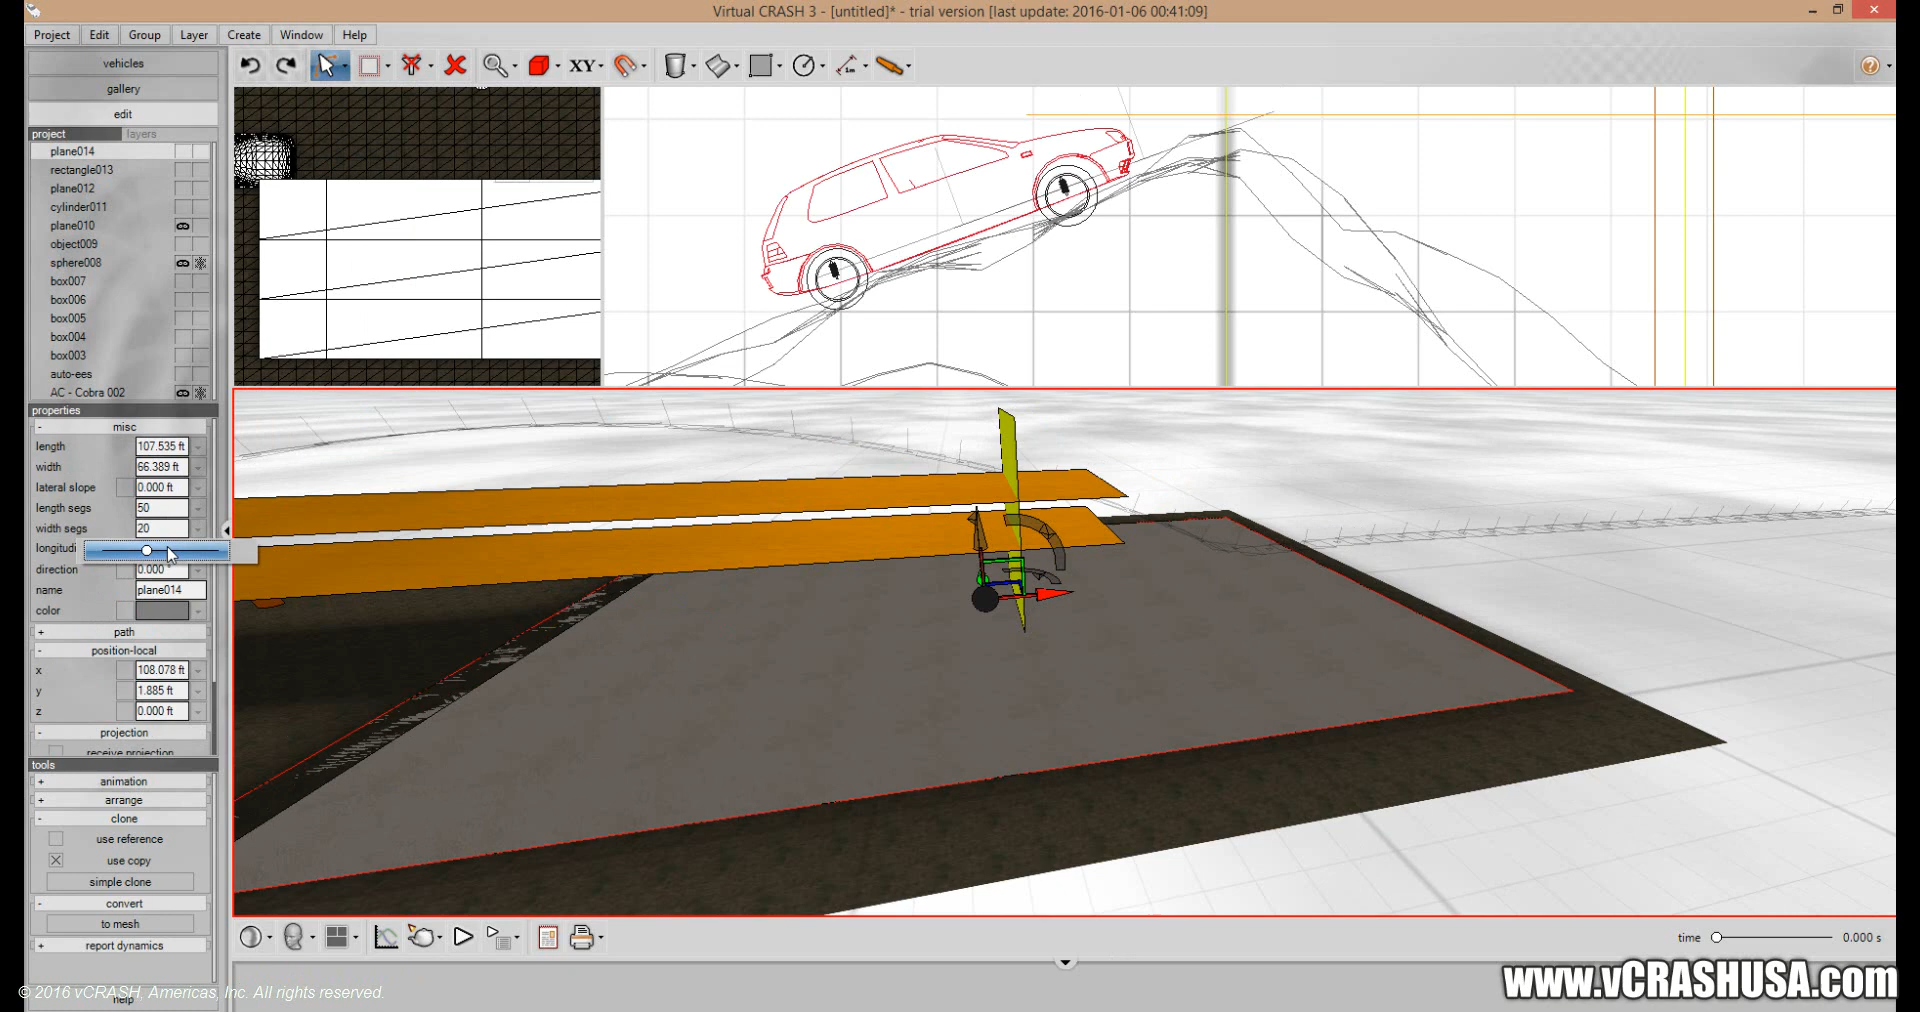 Virtual CRASH 3 - [untitled]* - trial version [last update: 2016-01-06 00:41:09]
Project Edit Group Layer Create Window Help
vehicles
gallery
edit
project layers
plane014
rectangle013
plane012
cylinder011
plane010
object009
sphere008
box007
box006
box005
box004
box003
auto-ees
AC - Cobra 002
properties
- misc
length 107.535 ft
width 66.389 ft
lateral slope 0.000 ft
length segs 50
width segs 20
longitudi
direction 0.000
name plane014
color
+ path
- position-local
x 108.078 ft
y 1.885 ft
z 0.000 ft
- projection
receive projection
tools
+ animation
+ arrange
- clone
use reference
use copy
simple clone
- convert
to mesh
+ report dynamics
help
XY
1m
time 0.000 s
© 2016 vCRASH, Americas, Inc. All rights reserved.
www.vCRASHUSA.com